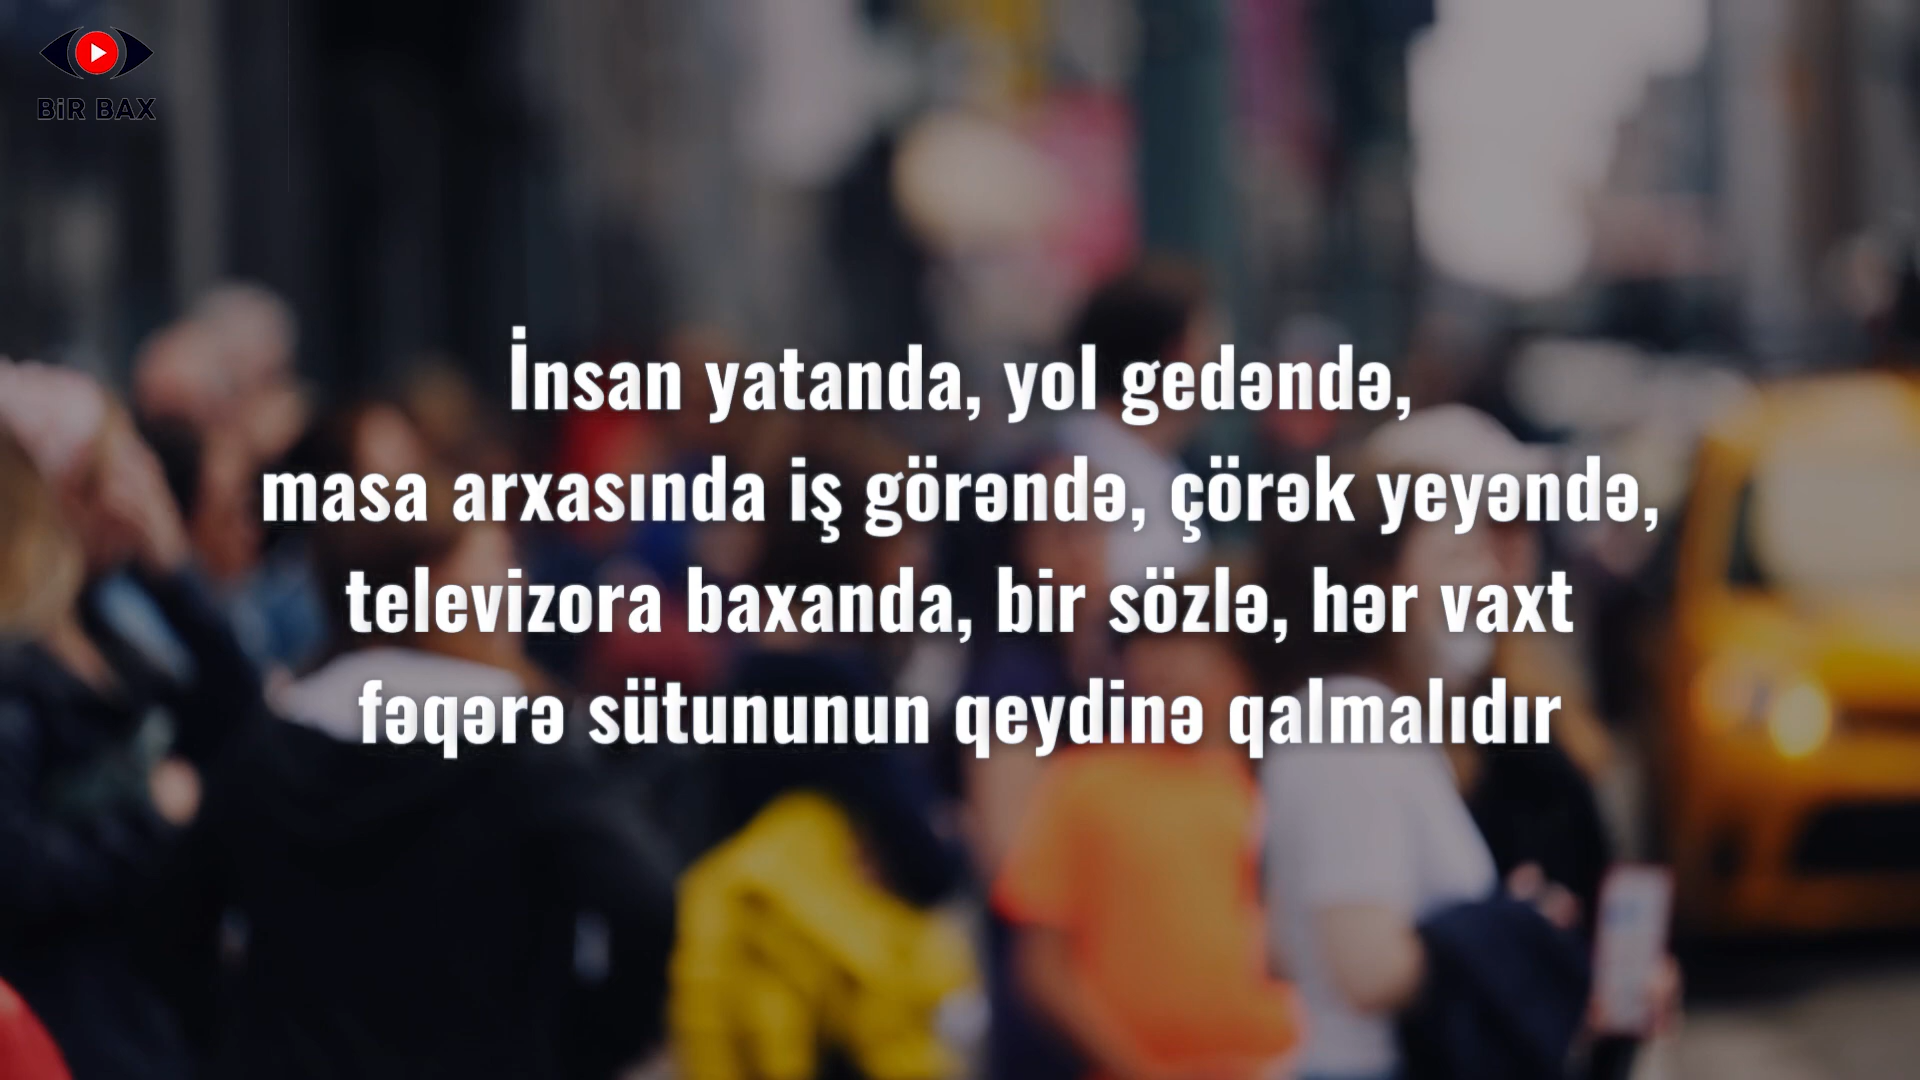 BiR BAX
İnsan yatanda, yol gedəndə,
masa arxasında iş görəndə, çörək yeyəndə,
televizora baxanda, bir sözlə, hər vaxt
fəqərə sütununun qeydinə qalmalıdır